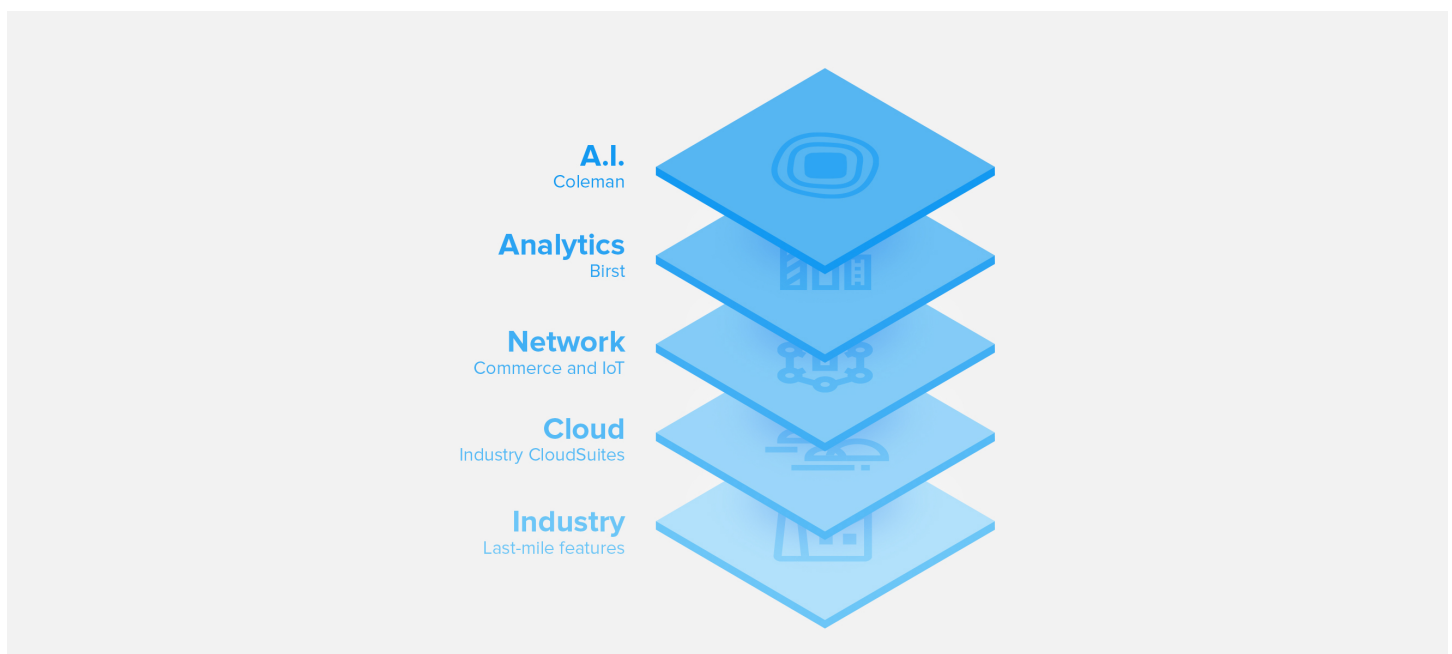 A.I.
Coleman
Analytics
Birst
Network
Commerce and IoT
Cloud
Industry CloudSuites
Industry
Last-mile features